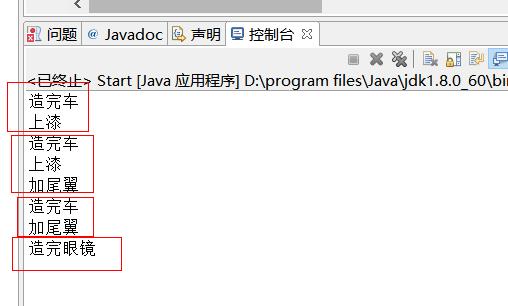 问题 @ Javadoc 声明 控制台
<已终止> Start [Java 应用程序] D:\program files\Java\jdk1.8.0_60\bin
造完车
上漆
造完车
上漆
加尾翼
造完车
加尾翼
造完眼镜